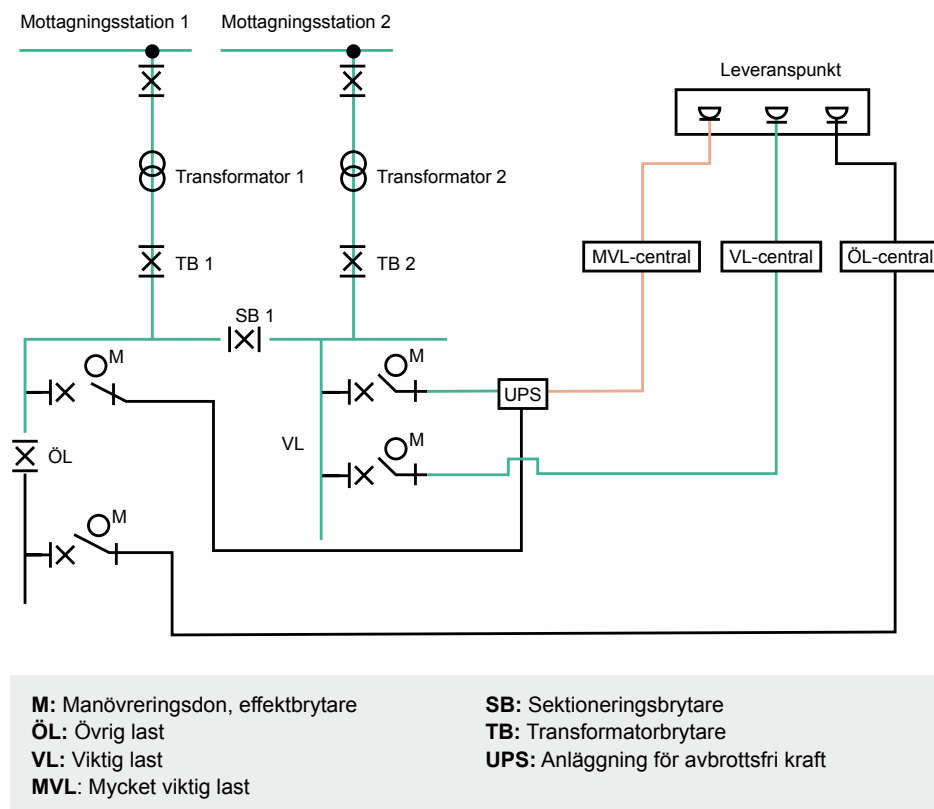 Mottagningsstation 1
Mottagningsstation 2
Leveranspunkt
Transformator 1
Transformator 2
TB 1
TB 2
MVL-central
VL-central
ÖL-central
SB 1
M
M
UPS
VL
M
ÖL
M
M: Manövreringsdon, effektbrytare
ÖL: Övrig last
VL: Viktig last
MVL: Mycket viktig last
SB: Sektioneringsbrytare
TB: Transformatorbrytare
UPS: Anläggning för avbrottsfri kraft